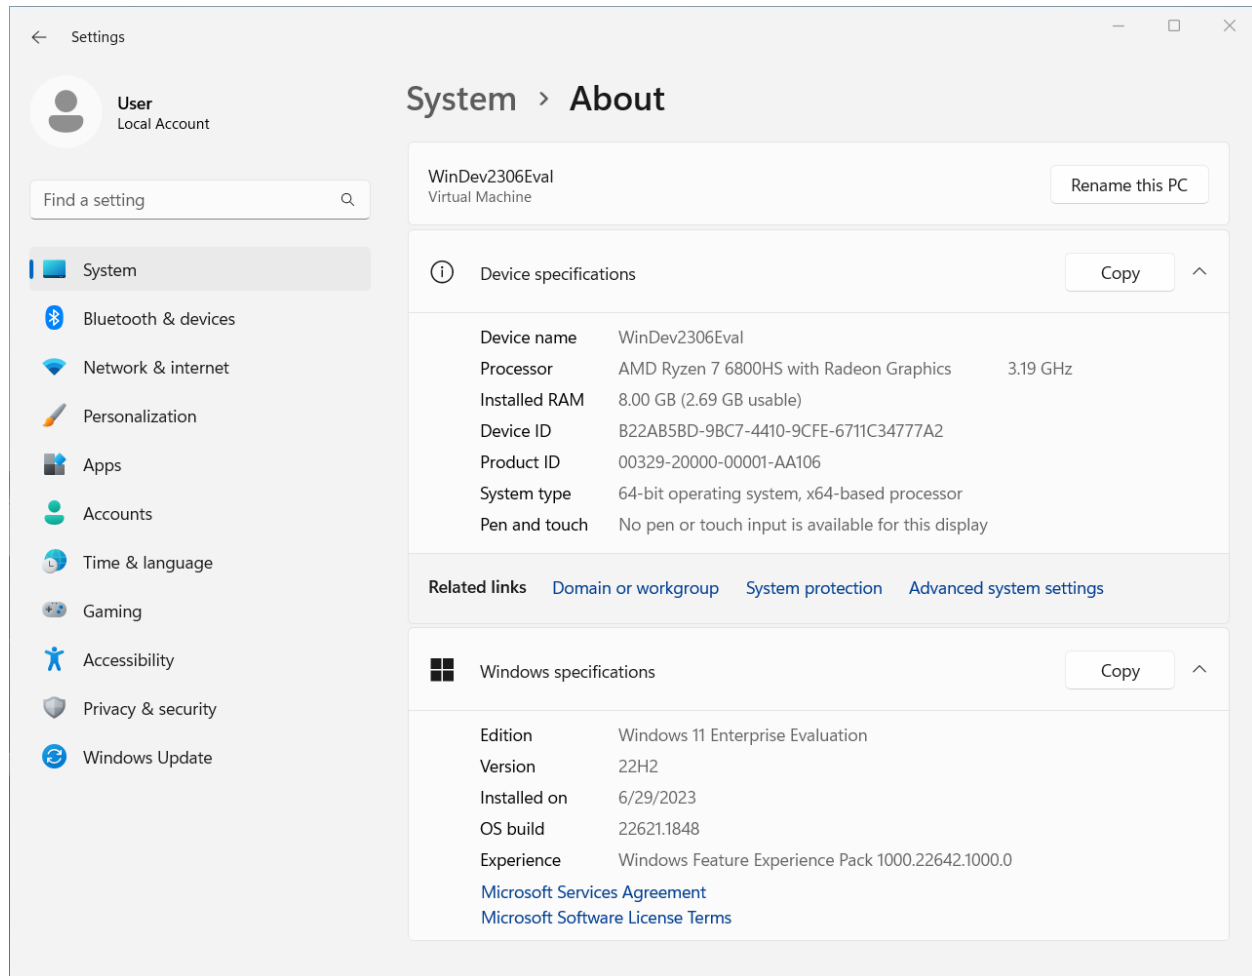 Settings
User
Local Account
Find a setting
System
Bluetooth & devices
Network & internet
Personalization
Apps
Accounts
Time & language
Gaming
Accessibility
Privacy & security
Windows Update
System › About
WinDev2306Eval
Virtual Machine
Rename this PC
Device specifications Copy
Device name WinDev2306Eval
Processor AMD Ryzen 7 6800HS with Radeon Graphics 3.19 GHz
Installed RAM 8.00 GB (2.69 GB usable)
Device ID B22AB5BD-9BC7-4410-9CFE-6711C34777A2
Product ID 00329-20000-00001-AA106
System type 64-bit operating system, x64-based processor
Pen and touch No pen or touch input is available for this display
Related links Domain or workgroup System protection Advanced system settings
Windows specifications Copy
Edition Windows 11 Enterprise Evaluation
Version 22H2
Installed on 6/29/2023
OS build 22621.1848
Experience Windows Feature Experience Pack 1000.22642.1000.0
Microsoft Services Agreement
Microsoft Software License Terms